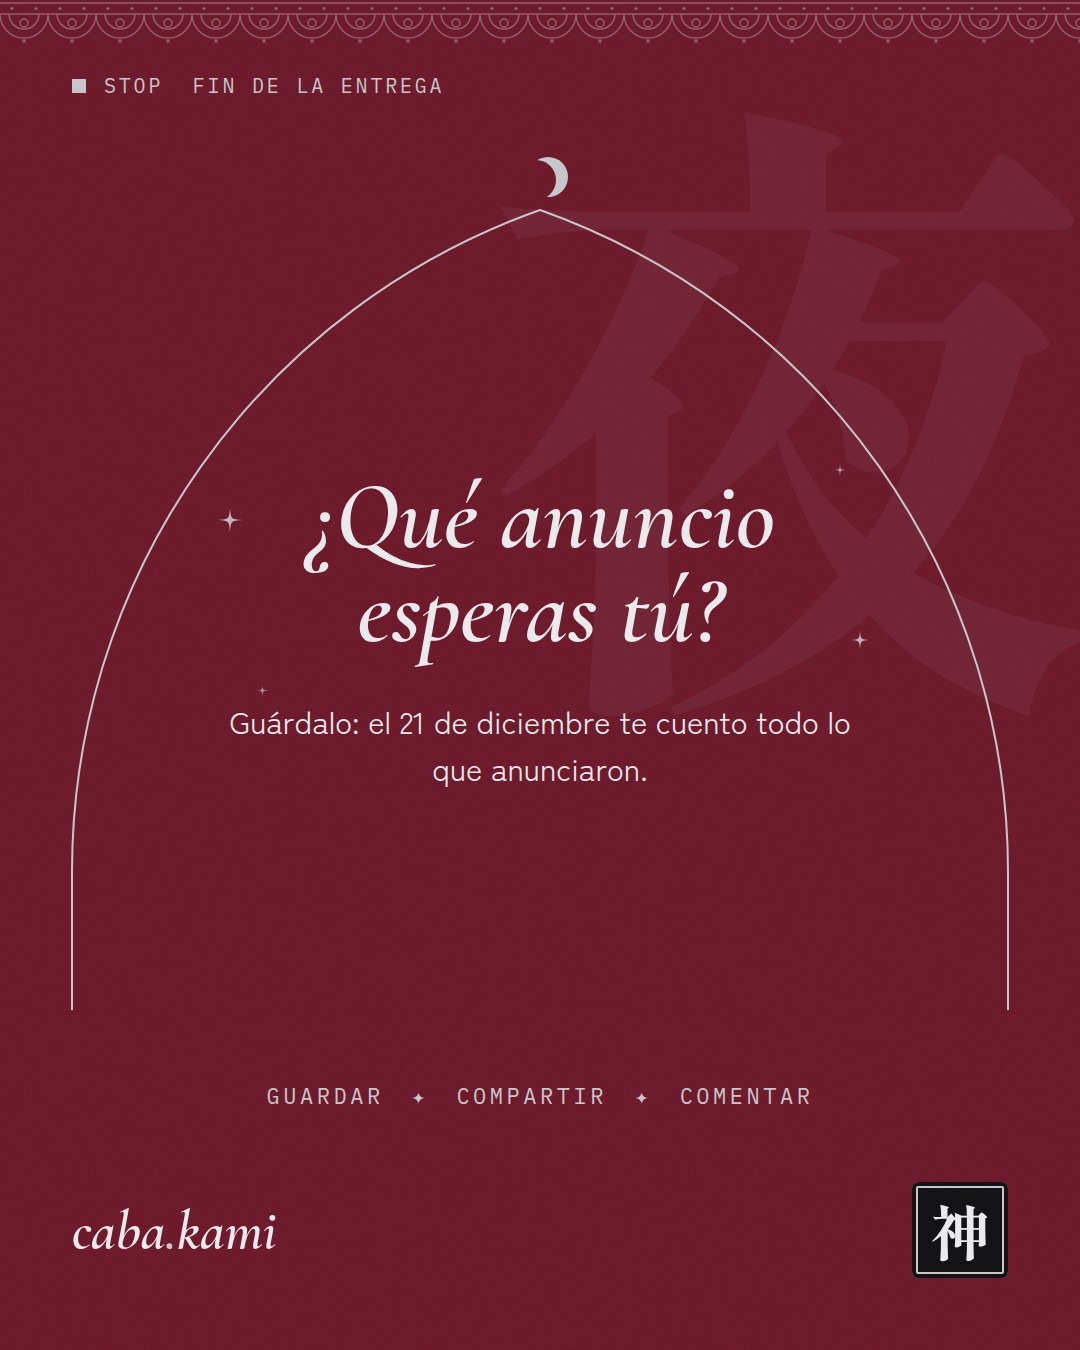 STOP FIN DE LA ENTREGA
夜
¿Qué anuncio
esperas tú?
Guárdalo: el 21 de diciembre te cuento todo lo
que anunciaron.
GUARDAR ✦ COMPARTIR ✦ COMENTAR
caba.kami
神